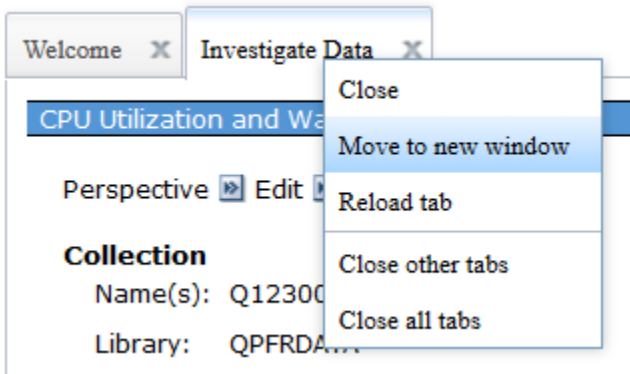 Welcome X Investigate Data X
Close
CPU Utilization and Wa
Move to new window
Perspective Edit
Reload tab
Collection
Close other tabs
Name(s): Q12300
Close all tabs
Library: QPFRDATA